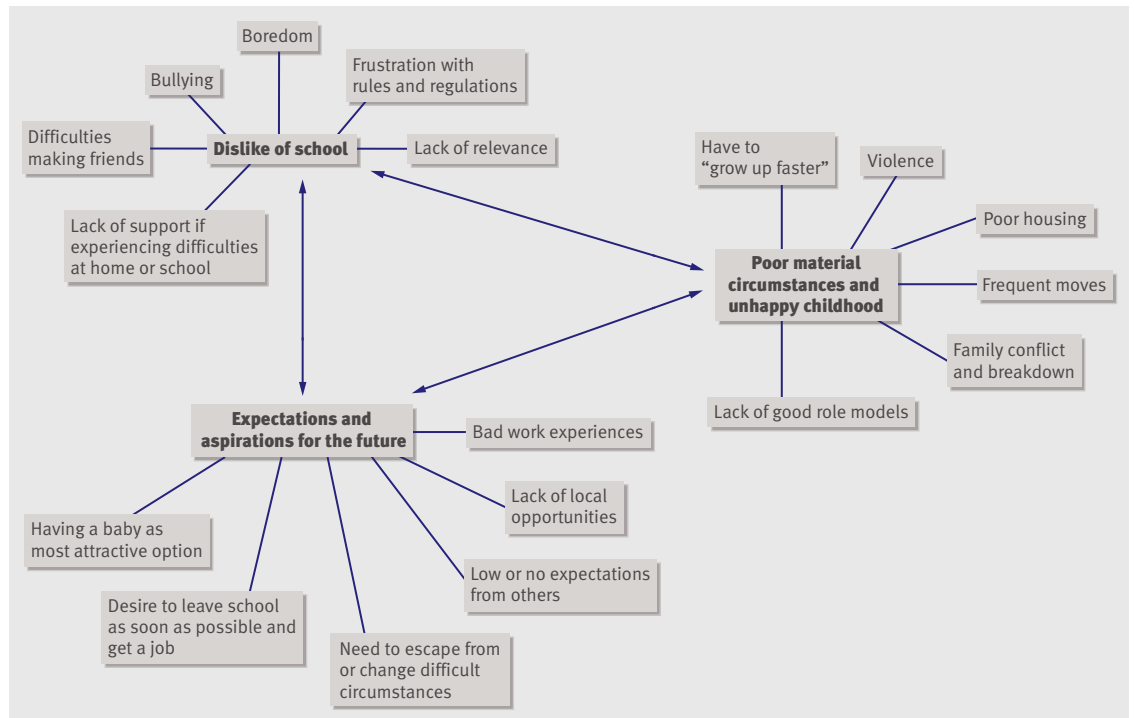 Boredom
Bullying
Frustration with
rules and regulations
Difficulties
making friends
Dislike of school
Lack of relevance
Lack of support if
experiencing difficulties
at home or school
Have to
“grow up faster”
Violence
Poor housing
Poor material
circumstances and
unhappy childhood
Frequent moves
Family conflict
and breakdown
Lack of good role models
Expectations and
aspirations for the future
Bad work experiences
Lack of local
opportunities
Having a baby as
most attractive option
Low or no expectations
from others
Desire to leave school
as soon as possible and
get a job
Need to escape from
or change difficult
circumstances